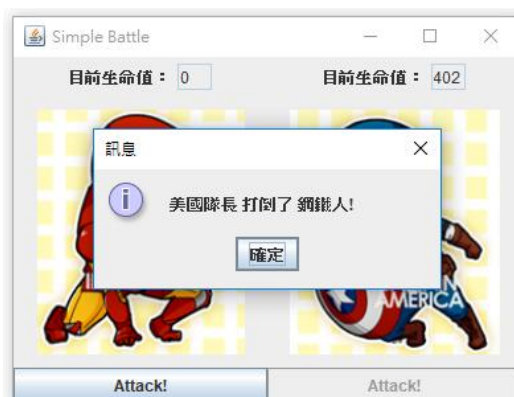 Simple Battle
目前生命值： 0
目前生命值： 402
訊息
美國隊長 打倒了 鋼鐵人!
確定
AMERICA
Attack!
Attack!